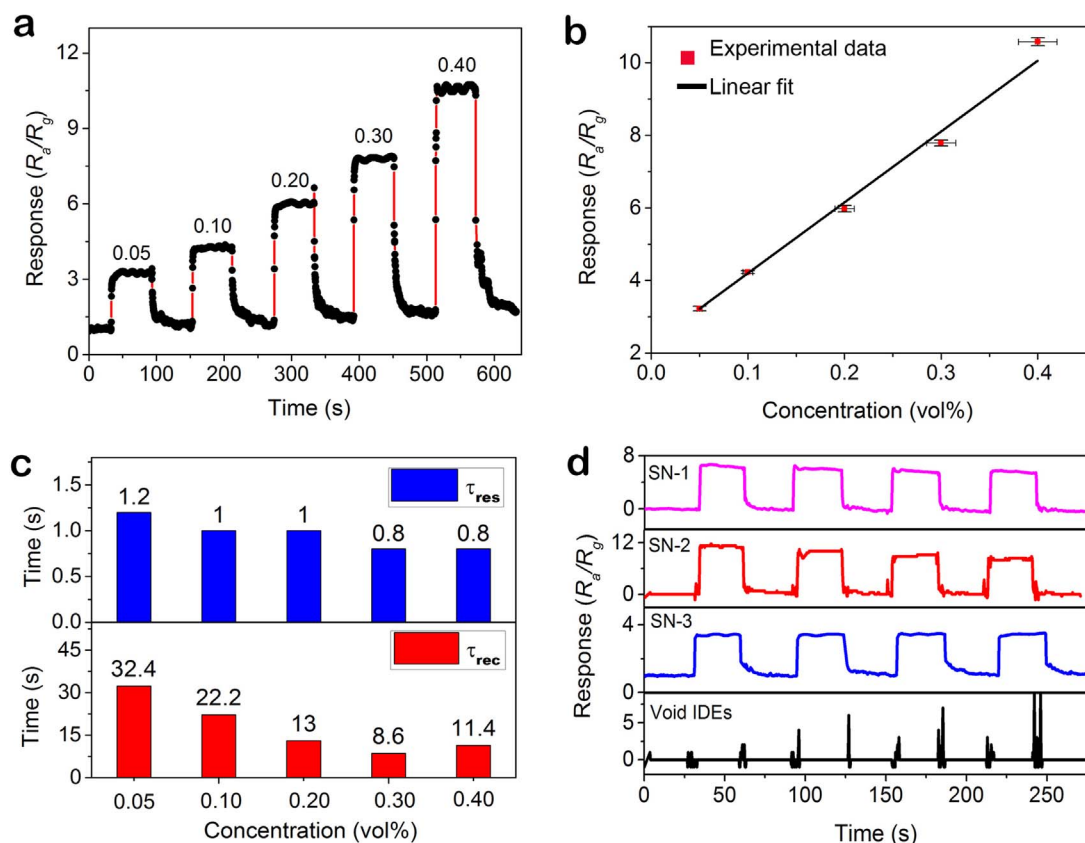 a
Response (Ra/Rg)
12
9
6
3
0
0.05
0.10
0.20
0.30
0.40
0 100 200 300 400 500 600
Time (s)
b
Response (Ra/Rg)
10
8
6
4
2
Experimental data
Linear fit
0.0 0.1 0.2 0.3 0.4
Concentration (vol%)
c
Time (s)
1.5
1.0
0.5
0.0
τres
1.2 1 1 0.8 0.8
Time (s)
45
30
15
0
τrec
32.4 22.2 13 8.6 11.4
0.05 0.10 0.20 0.30 0.40
Concentration (vol%)
d
Response (Ra/Rg)
8
0
SN-1
12
0
SN-2
4
0
SN-3
5
0
Void IDEs
0 50 100 150 200 250
Time (s)